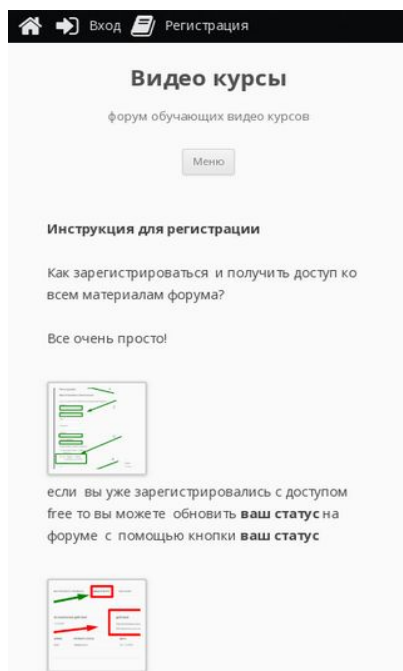 Вход Регистрация
Видео курсы
форум обучающих видео курсов
Меню
Инструкция для регистрации
Как зарегистрироваться и получить доступ ко
всем материалам форума?
Все очень просто!
если вы уже зарегистрировались с доступом
free то вы можете обновить ваш статус на
форуме с помощью кнопки ваш статус